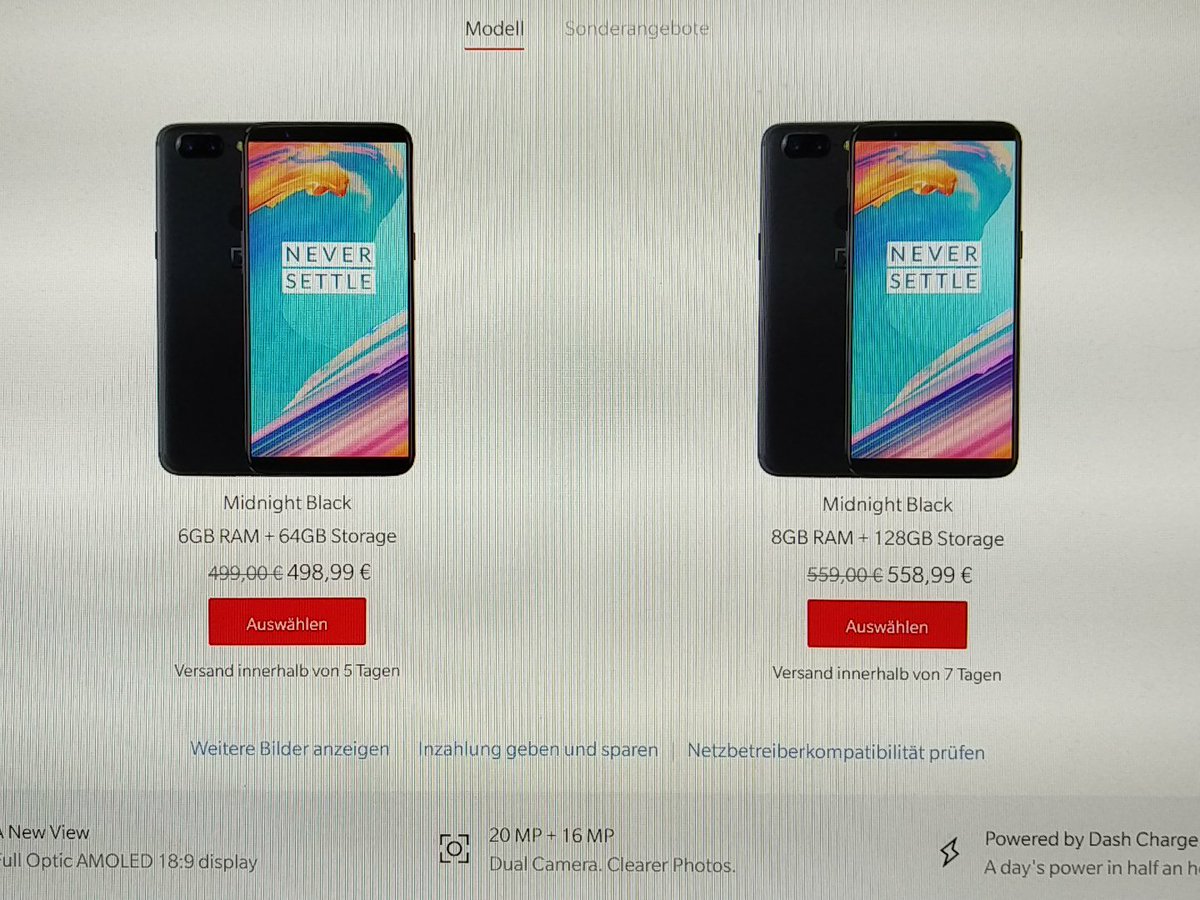 Modell
Sonderangebote
NEVER
SETTLE
Midnight Black
6GB RAM + 64GB Storage
499,00 € 498,99 €
Auswählen
Versand innerhalb von 5 Tagen
NEVER
SETTLE
Midnight Black
8GB RAM + 128GB Storage
559,00 € 558,99 €
Auswählen
Versand innerhalb von 7 Tagen
Weitere Bilder anzeigen
Inzahlung geben und sparen
Netzbetreiberkompatibilität prüfen
A New View
Full Optic AMOLED 18:9 display
20 MP + 16 MP
Dual Camera. Clearer Photos.
Powered by Dash Charge
A day's power in half an